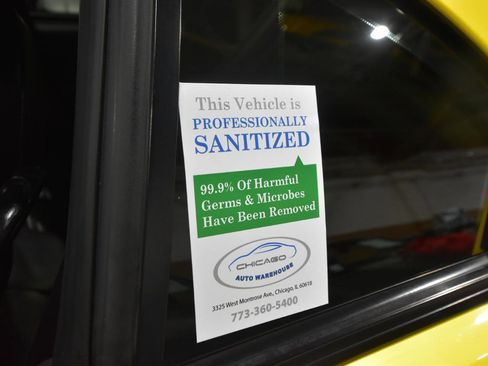 This Vehicle is
PROFESSIONALLY
SANITIZED
99.9% Of Harmful
Germs & Microbes
Have Been Removed
CHICAGO
AUTO WAREHOUSE
3325 West Montrose Ave., Chicago, IL 60618
773-360-5400